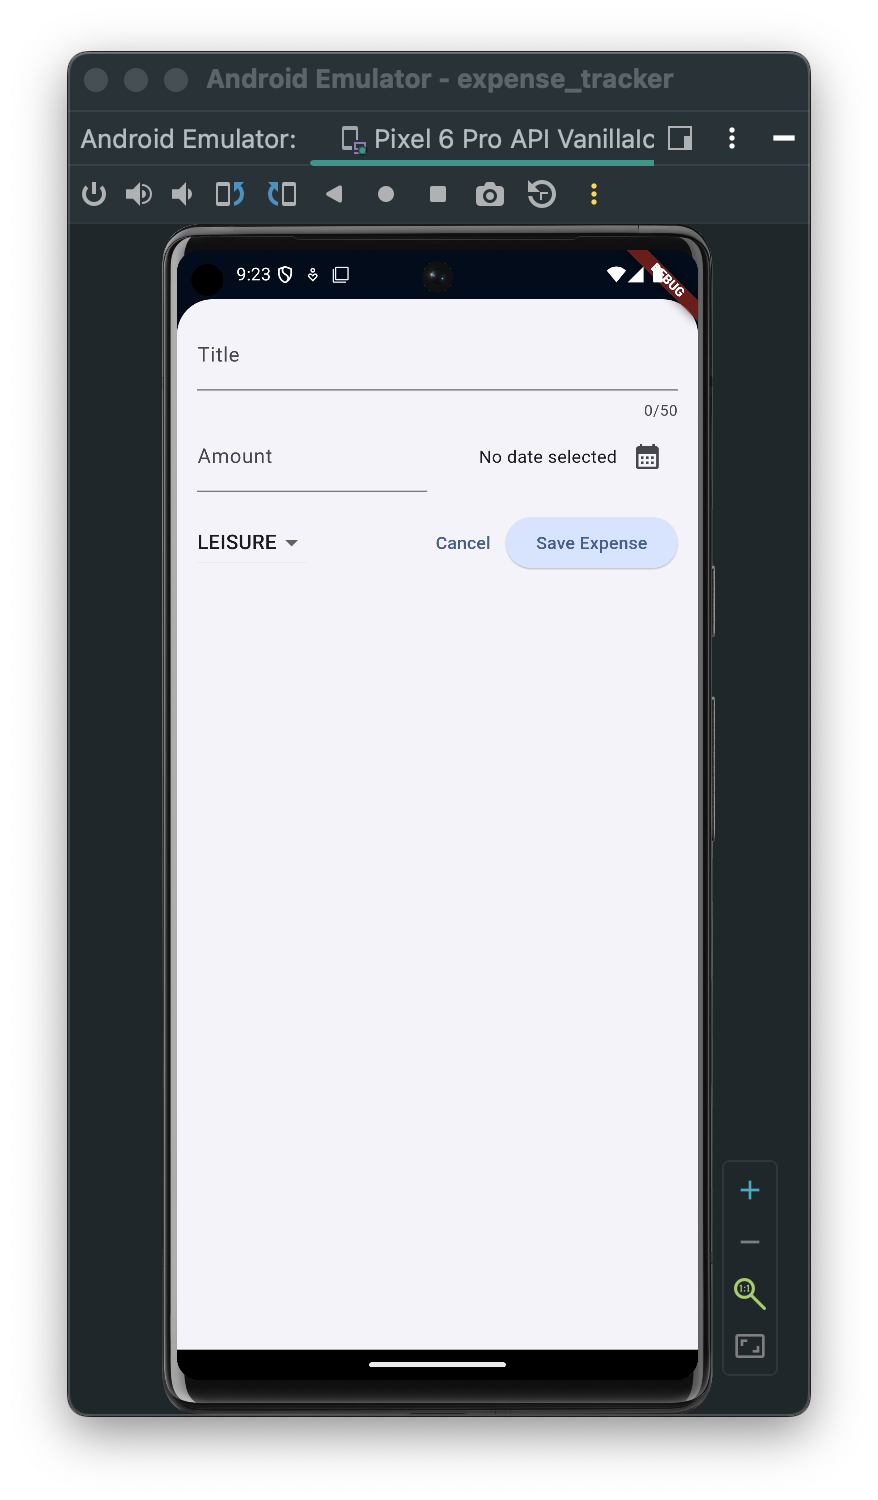 Android Emulator - expense_tracker
Android Emulator: Pixel 6 Pro API Vanillalc
9:23
DEBUG
Title
0/50
Amount
No date selected
LEISURE
Cancel
Save Expense
1:1